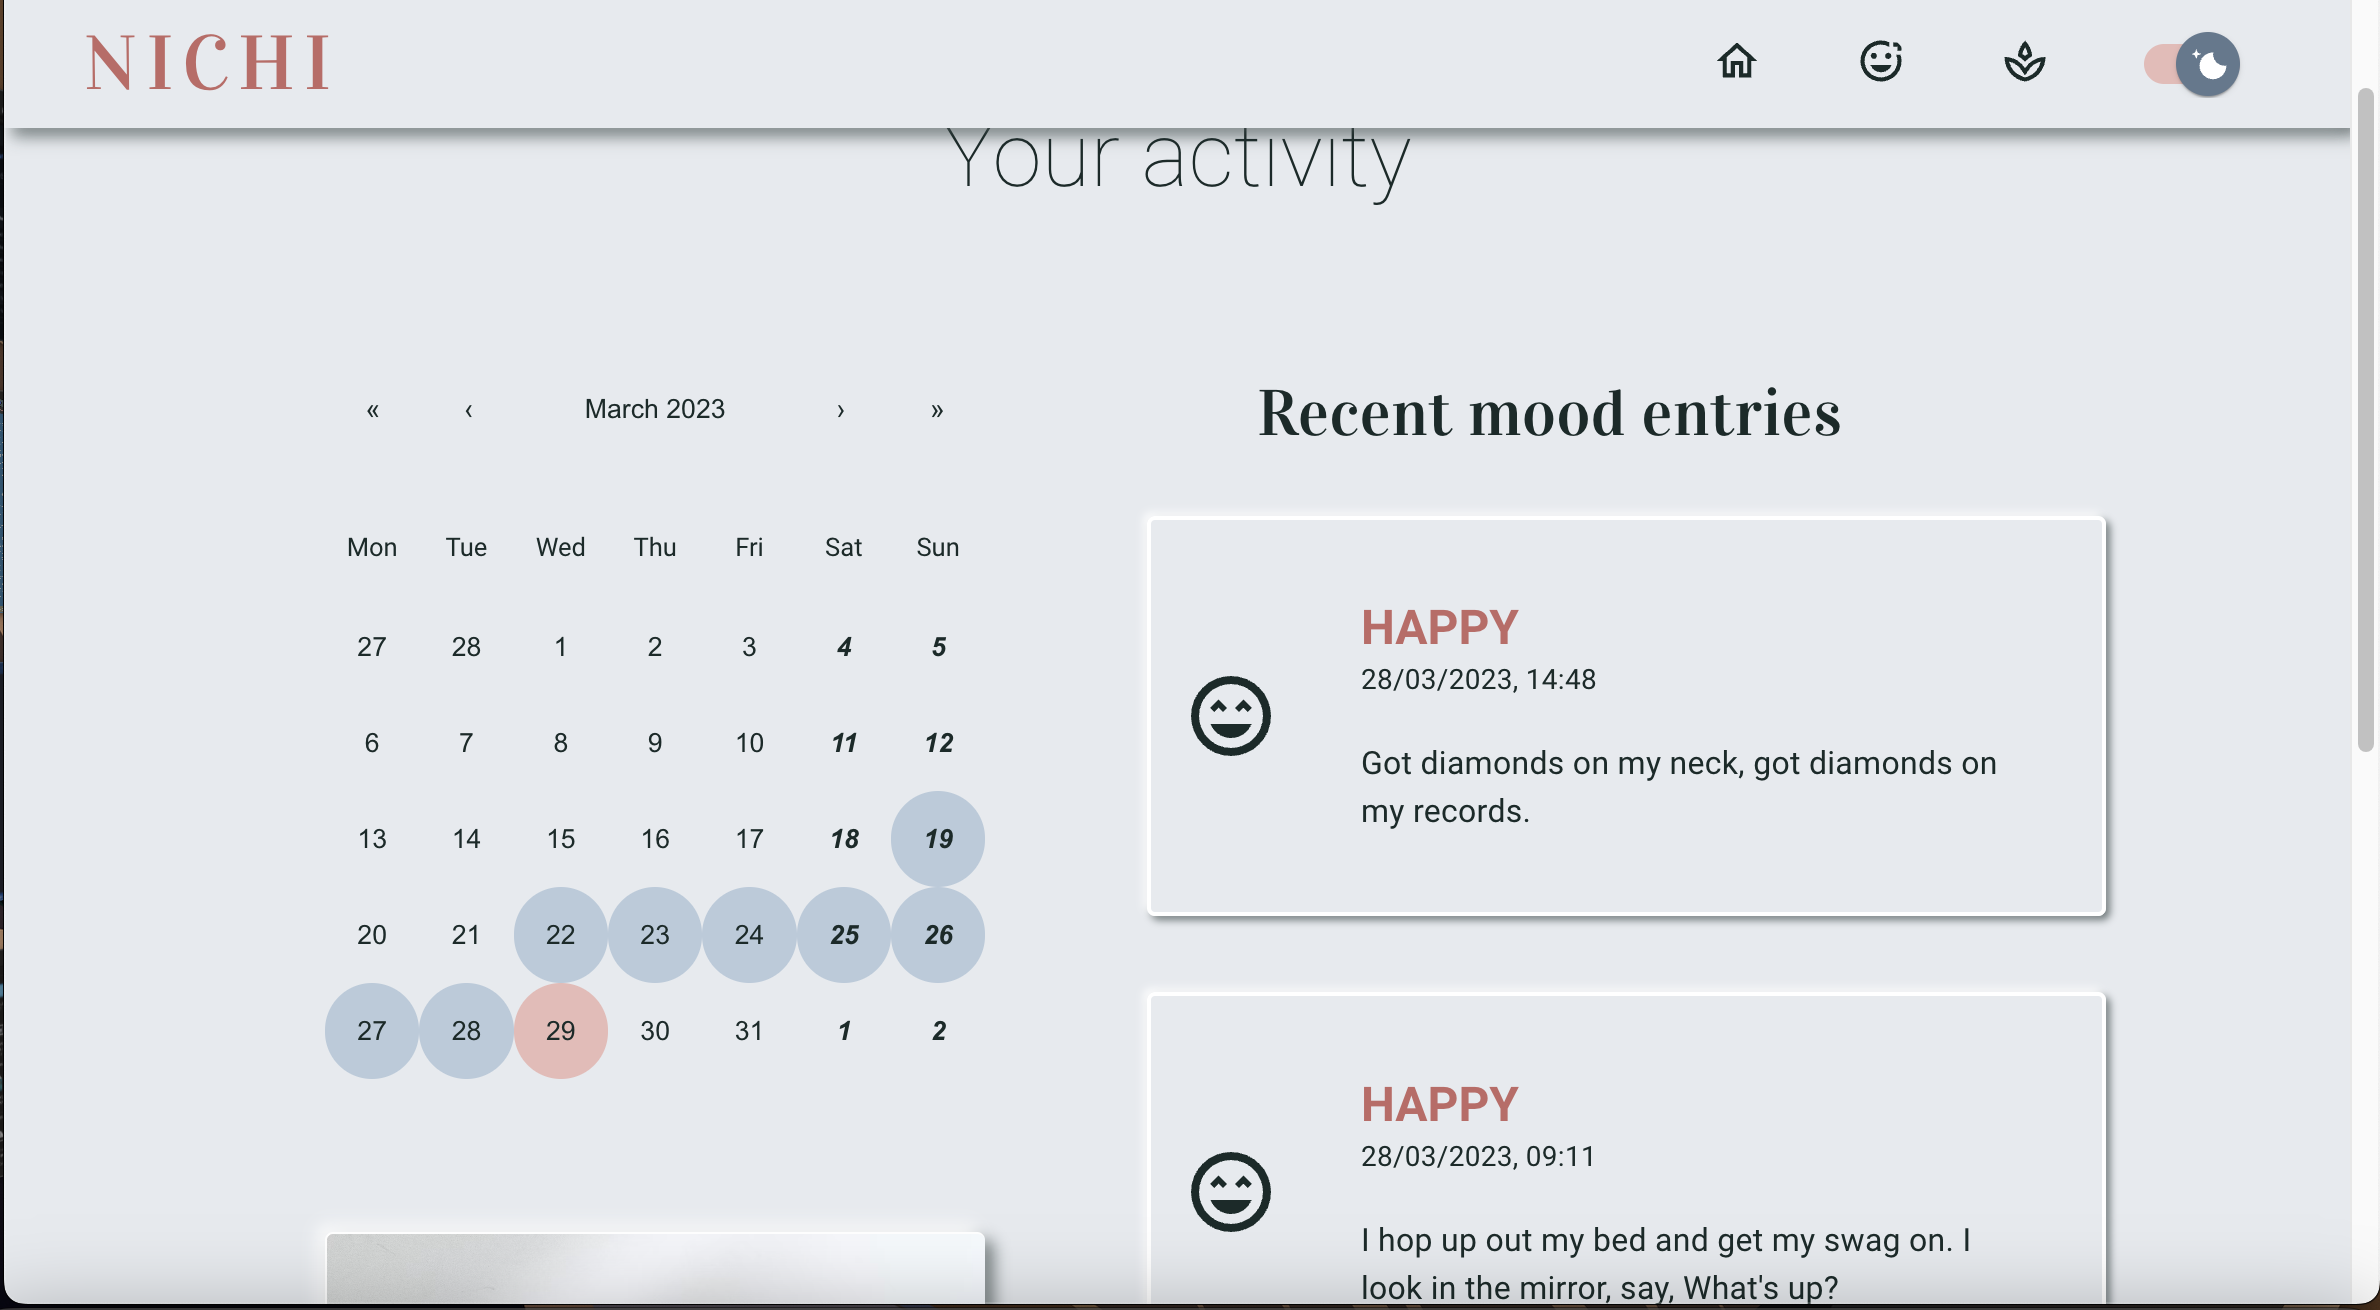 NICHI
Your activity
« ‹ March 2023 › »
Mon Tue Wed Thu Fri Sat Sun
27 28 1 2 3 4 5
6 7 8 9 10 11 12
13 14 15 16 17 18 19
20 21 22 23 24 25 26
27 28 29 30 31 1 2
Recent mood entries
HAPPY
28/03/2023, 14:48
Got diamonds on my neck, got diamonds on
my records.
HAPPY
28/03/2023, 09:11
I hop up out my bed and get my swag on. I
look in the mirror, say, What's up?